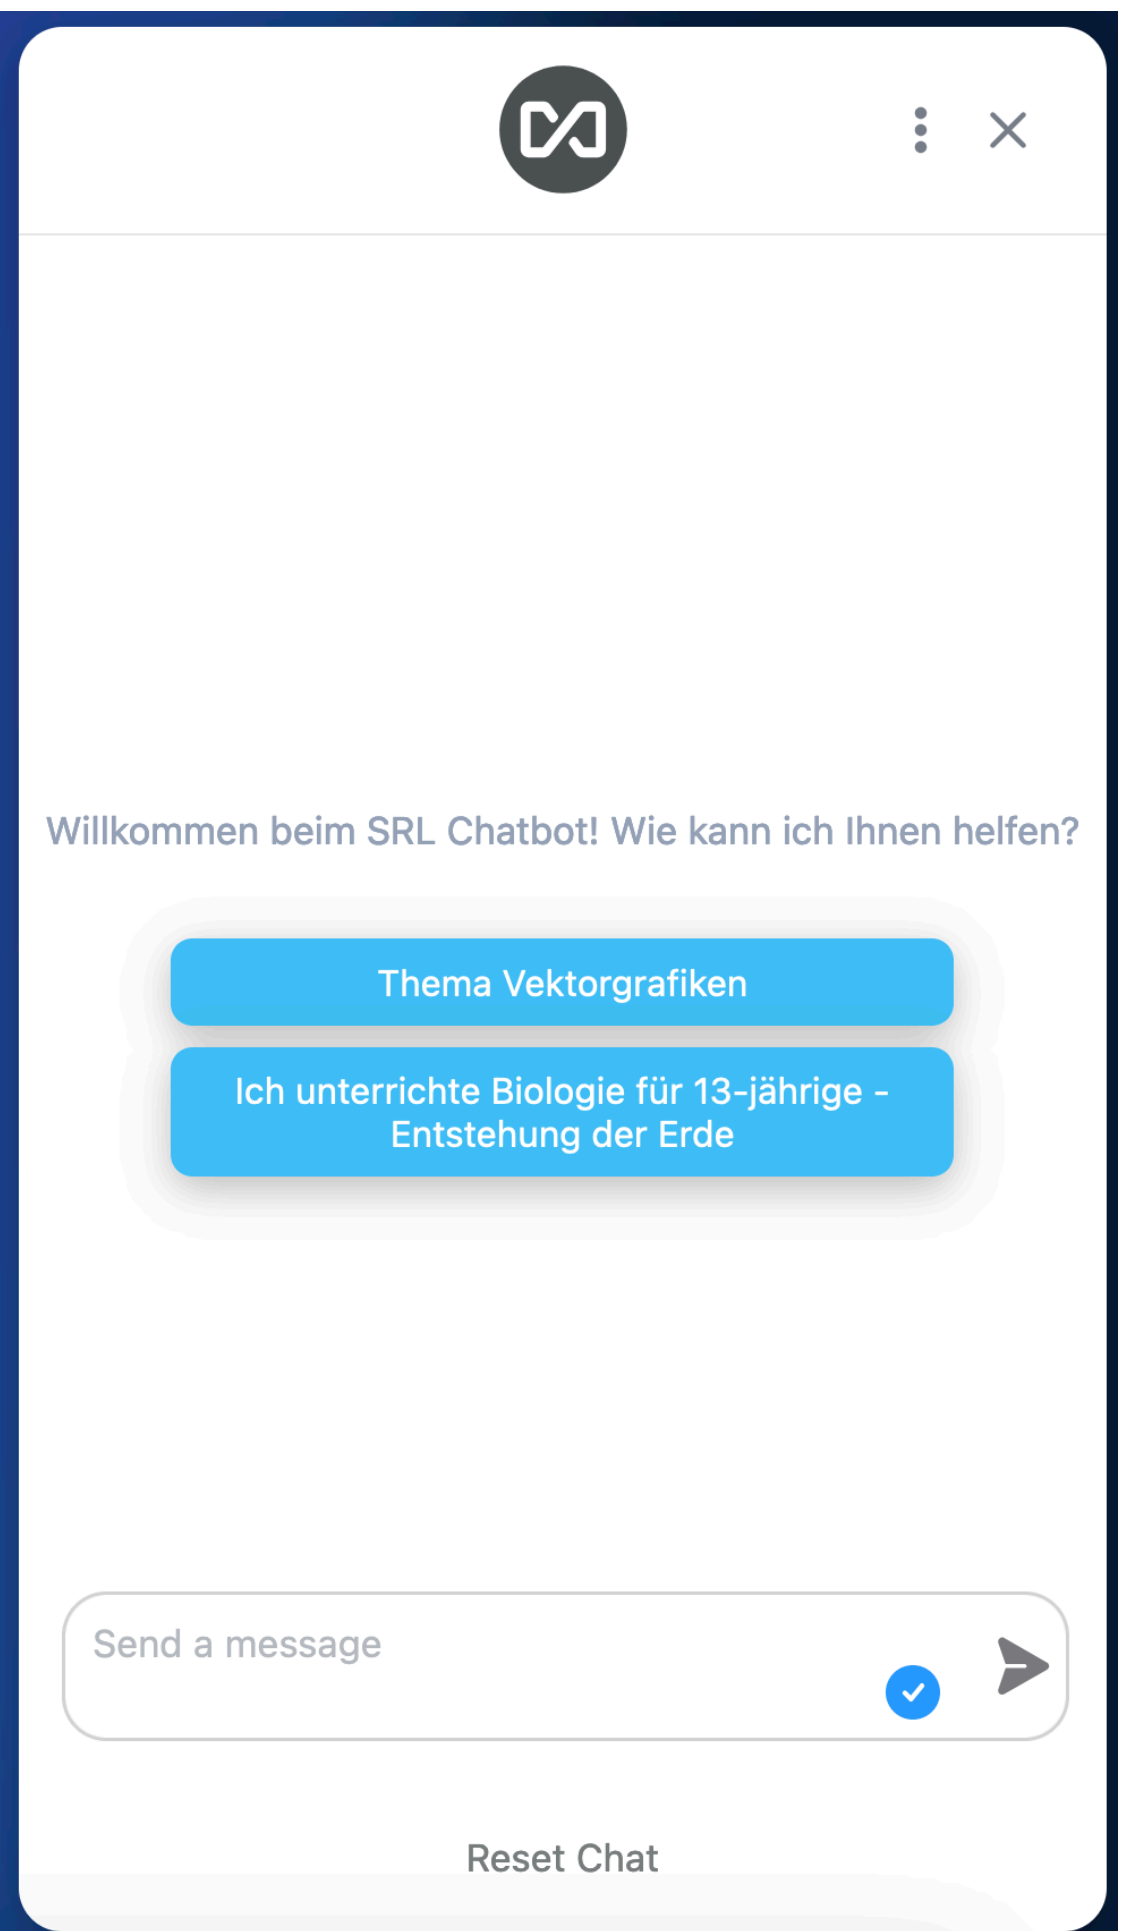 Willkommen beim SRL Chatbot! Wie kann ich Ihnen helfen?
Thema Vektorgrafiken
Ich unterrichte Biologie für 13-jährige -
Entstehung der Erde
Send a message
Reset Chat